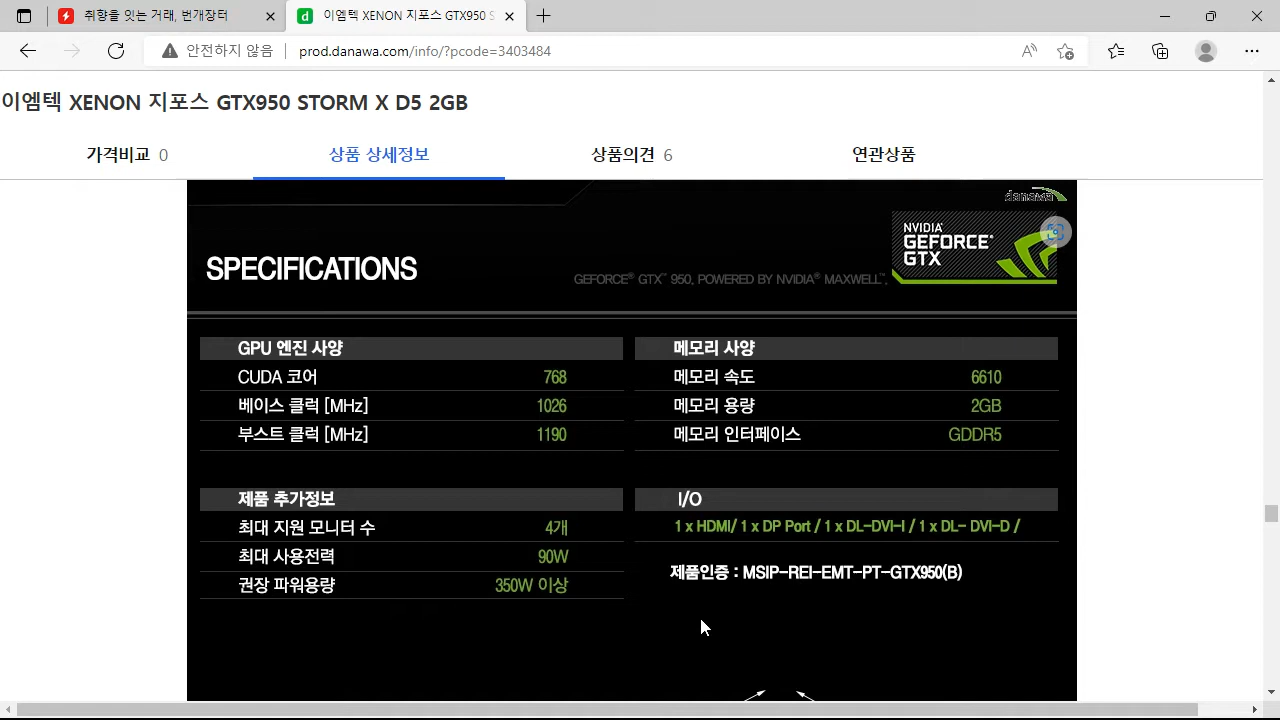 취향을 잇는 거래, 번개장터
이엠텍 XENON 지포스 GTX950 S
안전하지 않음
prod.danawa.com/info/?pcode=3403484
이엠텍 XENON 지포스 GTX950 STORM X D5 2GB
가격비교 0
상품 상세정보
상품의견 6
연관상품
danawa
NVIDIA
GEFORCE
GTX
SPECIFICATIONS
GEFORCE® GTX™ 950, POWERED BY NVIDIA® MAXWELL™,
GPU 엔진 사양
CUDA 코어 768
베이스 클럭 [MHz] 1026
부스트 클럭 [MHz] 1190
메모리 사양
메모리 속도 6610
메모리 용량 2GB
메모리 인터페이스 GDDR5
제품 추가정보
최대 지원 모니터 수 4개
최대 사용전력 90W
권장 파워용량 350W 이상
I/O
1 x HDMI/ 1 x DP Port / 1 x DL-DVI-I / 1 x DL- DVI-D /
제품인증 : MSIP-REI-EMT-PT-GTX950(B)